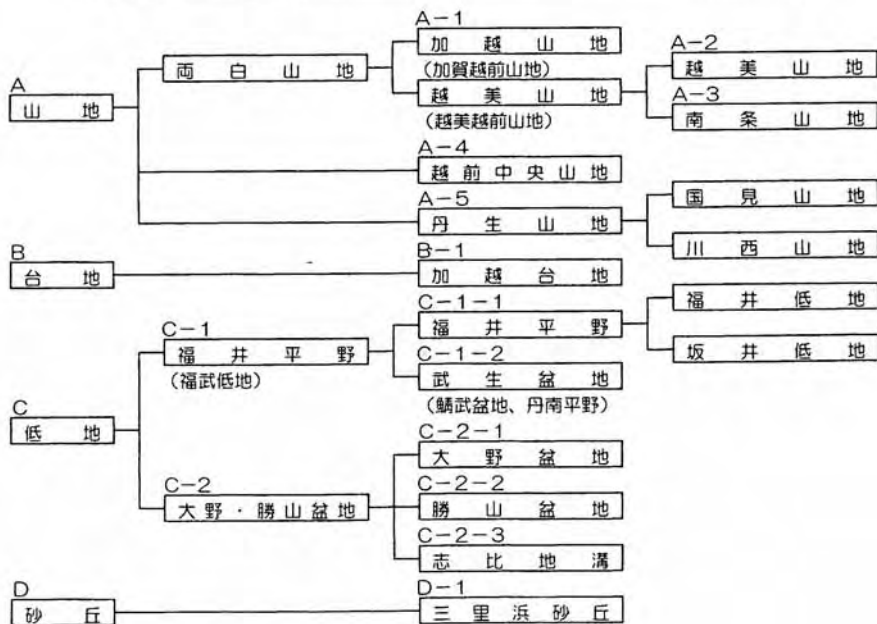 A
山地
両白山地
A-1
加越山地
(加賀越前山地)
越美山地
(越美越前山地)
A-2
越美山地
A-3
南条山地
A-4
越前中央山地
A-5
丹生山地
国見山地
川西山地
B
台地
B-1
加越台地
C
低地
C-1
福井平野
(福武低地)
C-1-1
福井平野
福井低地
坂井低地
C-1-2
武生盆地
(鯖武盆地、丹南平野)
C-2
大野・勝山盆地
C-2-1
大野盆地
C-2-2
勝山盆地
C-2-3
志比地溝
D
砂丘
D-1
三里浜砂丘